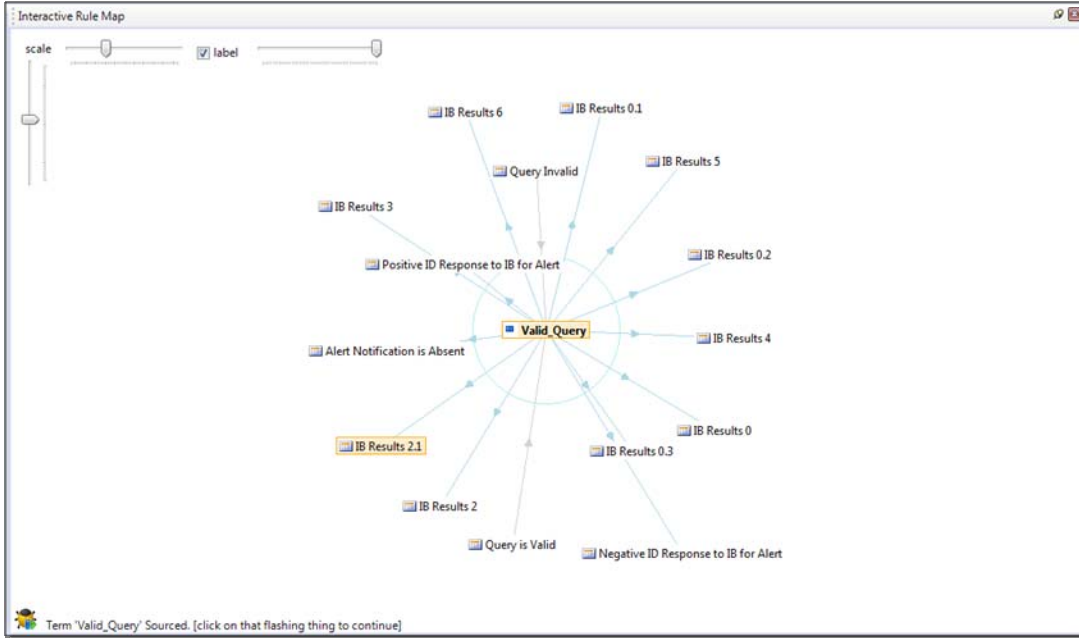 Interactive Rule Map
scale
label
IB Results 6
IB Results 0.1
Query Invalid
IB Results 5
IB Results 3
Positive ID Response to IB for Alert
IB Results 0.2
Valid_Query
IB Results 4
Alert Notification is Absent
IB Results 0
IB Results 2.1
IB Results 0.3
IB Results 2
Query is Valid
Negative ID Response to IB for Alert
Term 'Valid_Query' Sourced. [click on that flashing thing to continue]